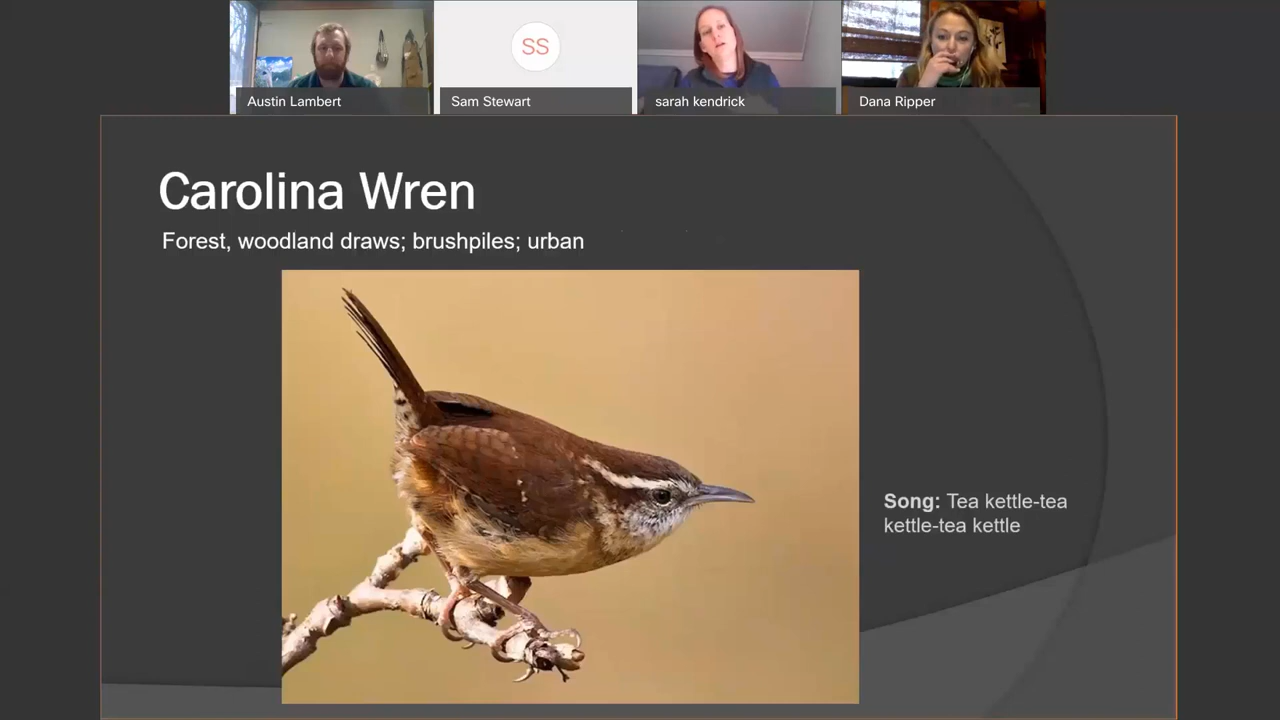 SS
Austin Lambert
Sam Stewart
sarah kendrick
Dana Ripper
Carolina Wren
Forest, woodland draws; brushpiles; urban
Song: Tea kettle-tea
kettle-tea kettle